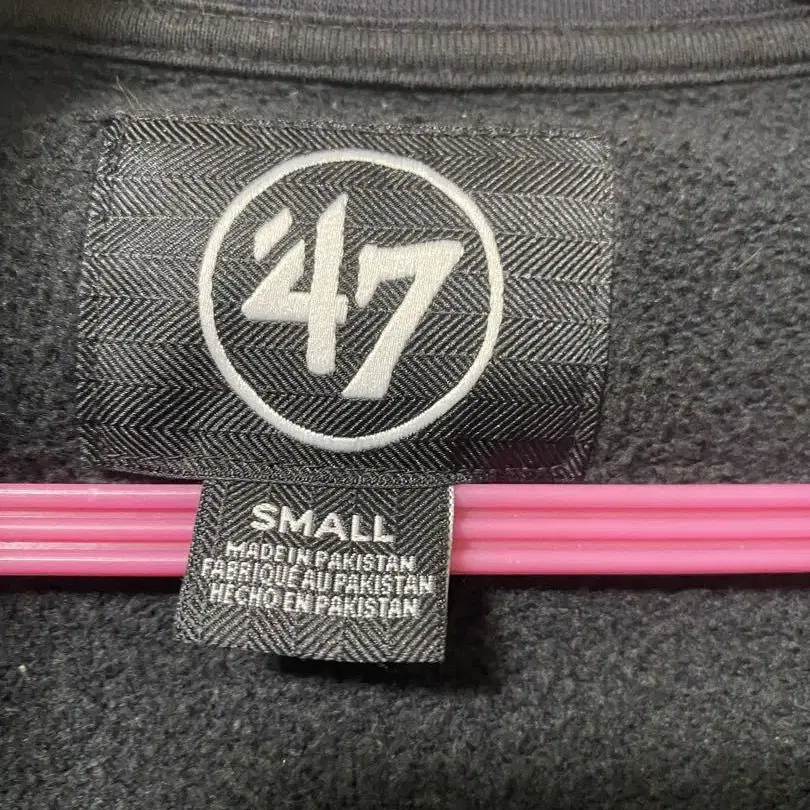 '47
SMALL
MADE IN PAKISTAN
FABRIQUÉ AU PAKISTAN
HECHO EN PAKISTAN